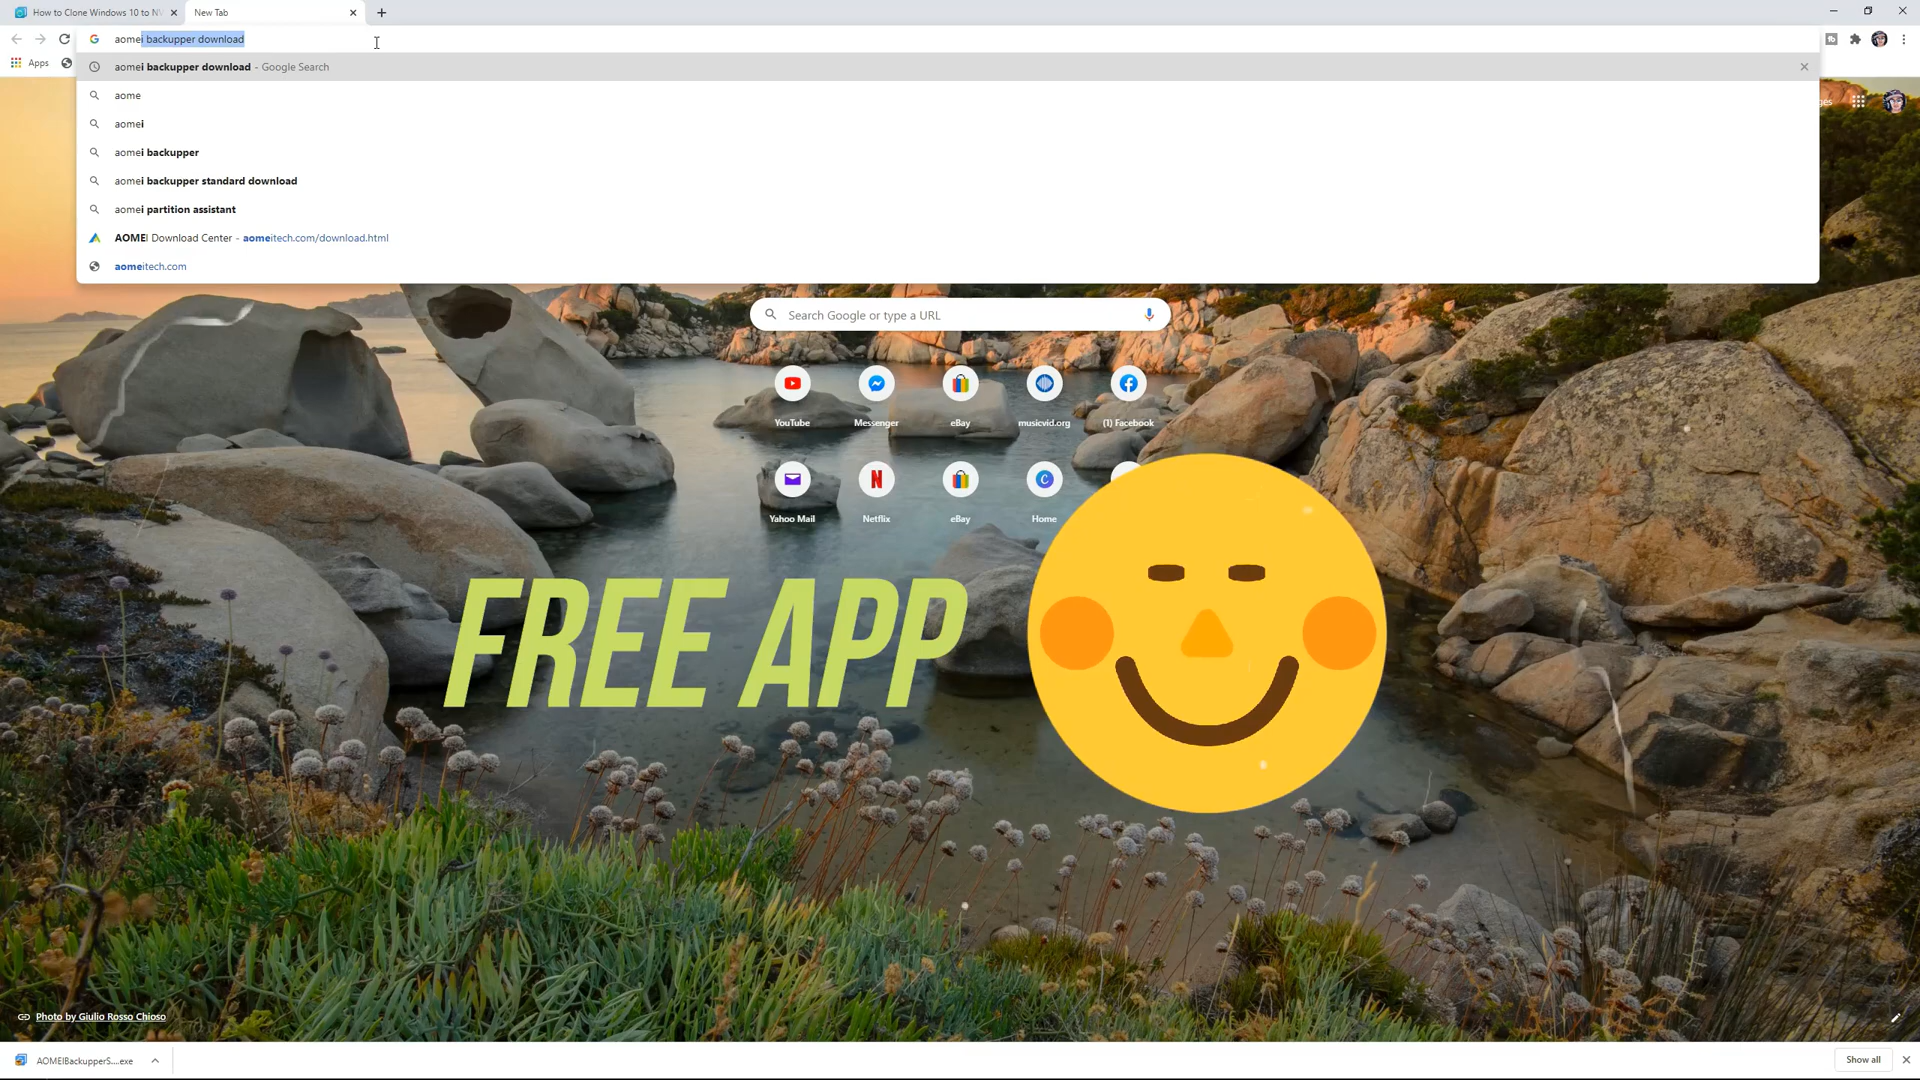 How to Clone Windows 10 to NV
New Tab
aomei backupper download
Apps
aomei backupper download - Google Search
aome
aomei
aomei backupper
aomei backupper standard download
aomei partition assistant
AOMEI Download Center - aomeitech.com/download.html
aomeitech.com
Search Google or type a URL
YouTube
Messenger
eBay
musicvid.org
(1) Facebook
Yahoo Mail
Netflix
eBay
Home
FREE APP
Photo by Giulio Rosso Chioso
AOMEIBackupperS....exe
Show all